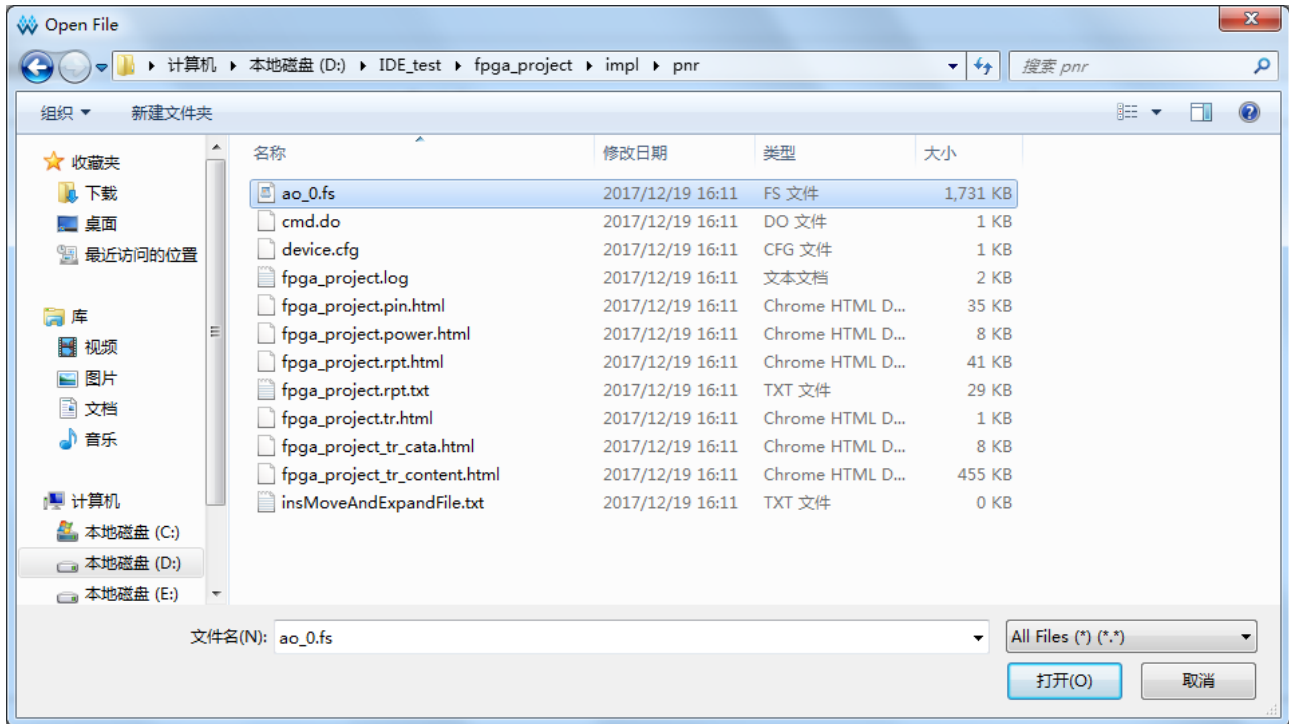 Open File
计算机 本地磁盘 (D:) IDE_test fpga_project impl pnr 搜索 pnr
组织 新建文件夹
收藏夹
下载
桌面
最近访问的位置
库
视频
图片
文档
音乐
计算机
本地磁盘 (C:)
本地磁盘 (D:)
本地磁盘 (E:)
名称 修改日期 类型 大小
ao_0.fs 2017/12/19 16:11 FS 文件 1,731 KB
cmd.do 2017/12/19 16:11 DO 文件 1 KB
device.cfg 2017/12/19 16:11 CFG 文件 1 KB
fpga_project.log 2017/12/19 16:11 文本文档 2 KB
fpga_project.pin.html 2017/12/19 16:11 Chrome HTML D... 35 KB
fpga_project.power.html 2017/12/19 16:11 Chrome HTML D... 8 KB
fpga_project.rpt.html 2017/12/19 16:11 Chrome HTML D... 41 KB
fpga_project.rpt.txt 2017/12/19 16:11 TXT 文件 29 KB
fpga_project.tr.html 2017/12/19 16:11 Chrome HTML D... 1 KB
fpga_project_tr_cata.html 2017/12/19 16:11 Chrome HTML D... 8 KB
fpga_project_tr_content.html 2017/12/19 16:11 Chrome HTML D... 455 KB
insMoveAndExpandFile.txt 2017/12/19 16:11 TXT 文件 0 KB
文件名(N): ao_0.fs All Files (*) (*.*)
打开(O) 取消